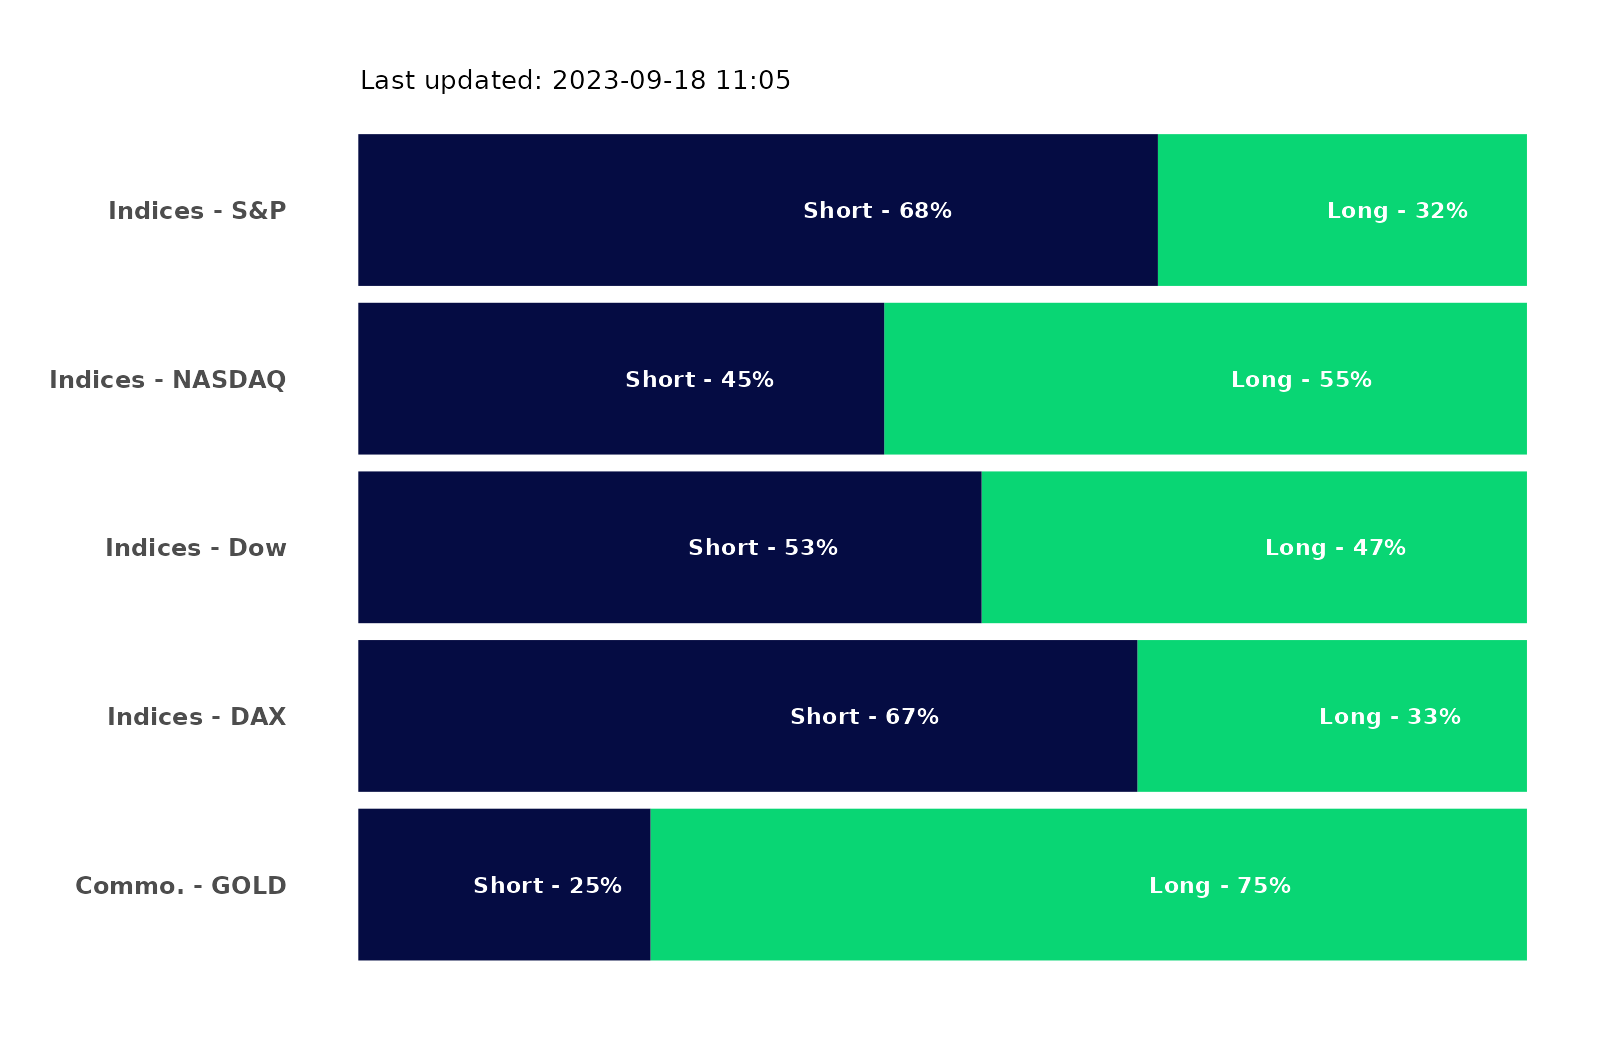 Last updated: 2023-09-18 11:05
Indices - S&P Short - 68% Long - 32%
Indices - NASDAQ Short - 45% Long - 55%
Indices - Dow Short - 53% Long - 47%
Indices - DAX Short - 67% Long - 33%
Commo. - GOLD Short - 25% Long - 75%